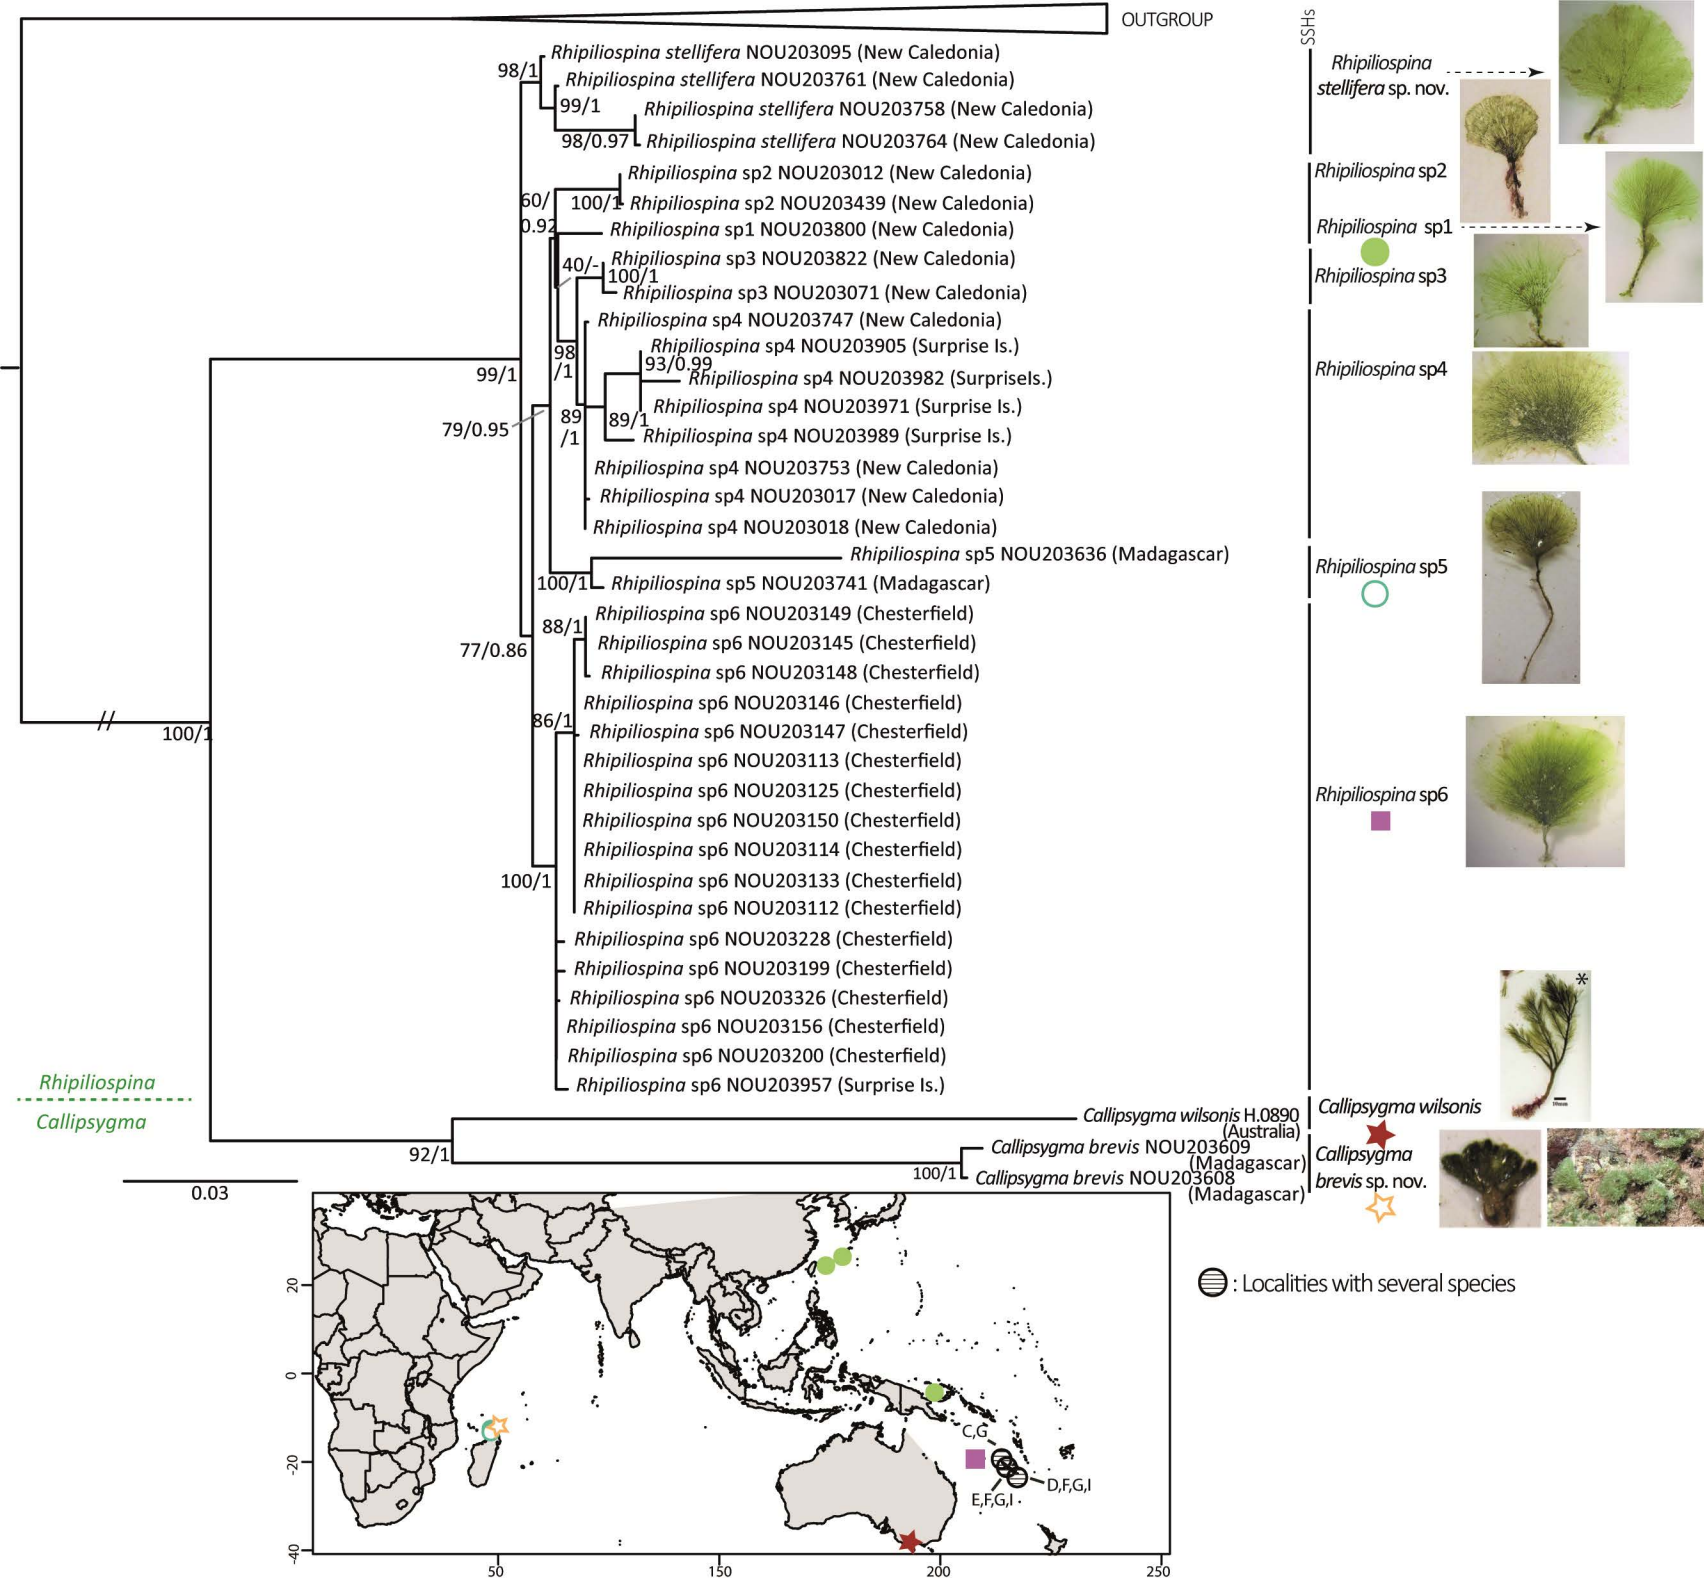 OUTGROUP
SSHs
Rhipiliospina stellifera NOU203095 (New Caledonia)
98/1
Rhipiliospina stellifera NOU203761 (New Caledonia)
99/1
Rhipiliospina stellifera NOU203758 (New Caledonia)
98/0.97
Rhipiliospina stellifera NOU203764 (New Caledonia)
Rhipiliospina sp2 NOU203012 (New Caledonia)
60/
0.92
100/1
Rhipiliospina sp2 NOU203439 (New Caledonia)
Rhipiliospina sp1 NOU203800 (New Caledonia)
Rhipiliospina sp3 NOU203822 (New Caledonia)
40/-
100/1
Rhipiliospina sp3 NOU203071 (New Caledonia)
Rhipiliospina sp4 NOU203747 (New Caledonia)
Rhipiliospina sp4 NOU203905 (Surprise Is.)
98
/1
93/0.99
99/1
Rhipiliospina sp4 NOU203982 (SurpriseIs.)
Rhipiliospina sp4 NOU203971 (Surprise Is.)
89
/1
89/1
79/0.95
Rhipiliospina sp4 NOU203989 (Surprise Is.)
Rhipiliospina sp4 NOU203753 (New Caledonia)
Rhipiliospina sp4 NOU203017 (New Caledonia)
Rhipiliospina sp4 NOU203018 (New Caledonia)
Rhipiliospina sp5 NOU203636 (Madagascar)
100/1
Rhipiliospina sp5 NOU203741 (Madagascar)
Rhipiliospina sp6 NOU203149 (Chesterfield)
88/1
Rhipiliospina sp6 NOU203145 (Chesterfield)
77/0.86
Rhipiliospina sp6 NOU203148 (Chesterfield)
Rhipiliospina sp6 NOU203146 (Chesterfield)
86/1
Rhipiliospina sp6 NOU203147 (Chesterfield)
100/1
Rhipiliospina sp6 NOU203113 (Chesterfield)
Rhipiliospina sp6 NOU203125 (Chesterfield)
Rhipiliospina sp6 NOU203150 (Chesterfield)
Rhipiliospina sp6 NOU203114 (Chesterfield)
100/1
Rhipiliospina sp6 NOU203133 (Chesterfield)
Rhipiliospina sp6 NOU203112 (Chesterfield)
Rhipiliospina sp6 NOU203228 (Chesterfield)
Rhipiliospina sp6 NOU203199 (Chesterfield)
Rhipiliospina sp6 NOU203326 (Chesterfield)
Rhipiliospina sp6 NOU203156 (Chesterfield)
Rhipiliospina sp6 NOU203200 (Chesterfield)
Rhipiliospina sp6 NOU203957 (Surprise Is.)
Rhipiliospina
Callipsygma
Callipsygma wilsonis H.0890
(Australia)
92/1
Callipsygma brevis NOU203609
(Madagascar)
100/1
Callipsygma brevis NOU203608
(Madagascar)
0.03
Rhipiliospina
stellifera sp. nov.
Rhipiliospina sp2
Rhipiliospina sp1
Rhipiliospina sp3
Rhipiliospina sp4
Rhipiliospina sp5
Rhipiliospina sp6
*
Callipsygma wilsonis
Callipsygma
brevis sp. nov.
: Localities with several species
20
0
-20
-40
50
150
200
250
C,G
D,F,G,I
E,F,G,I